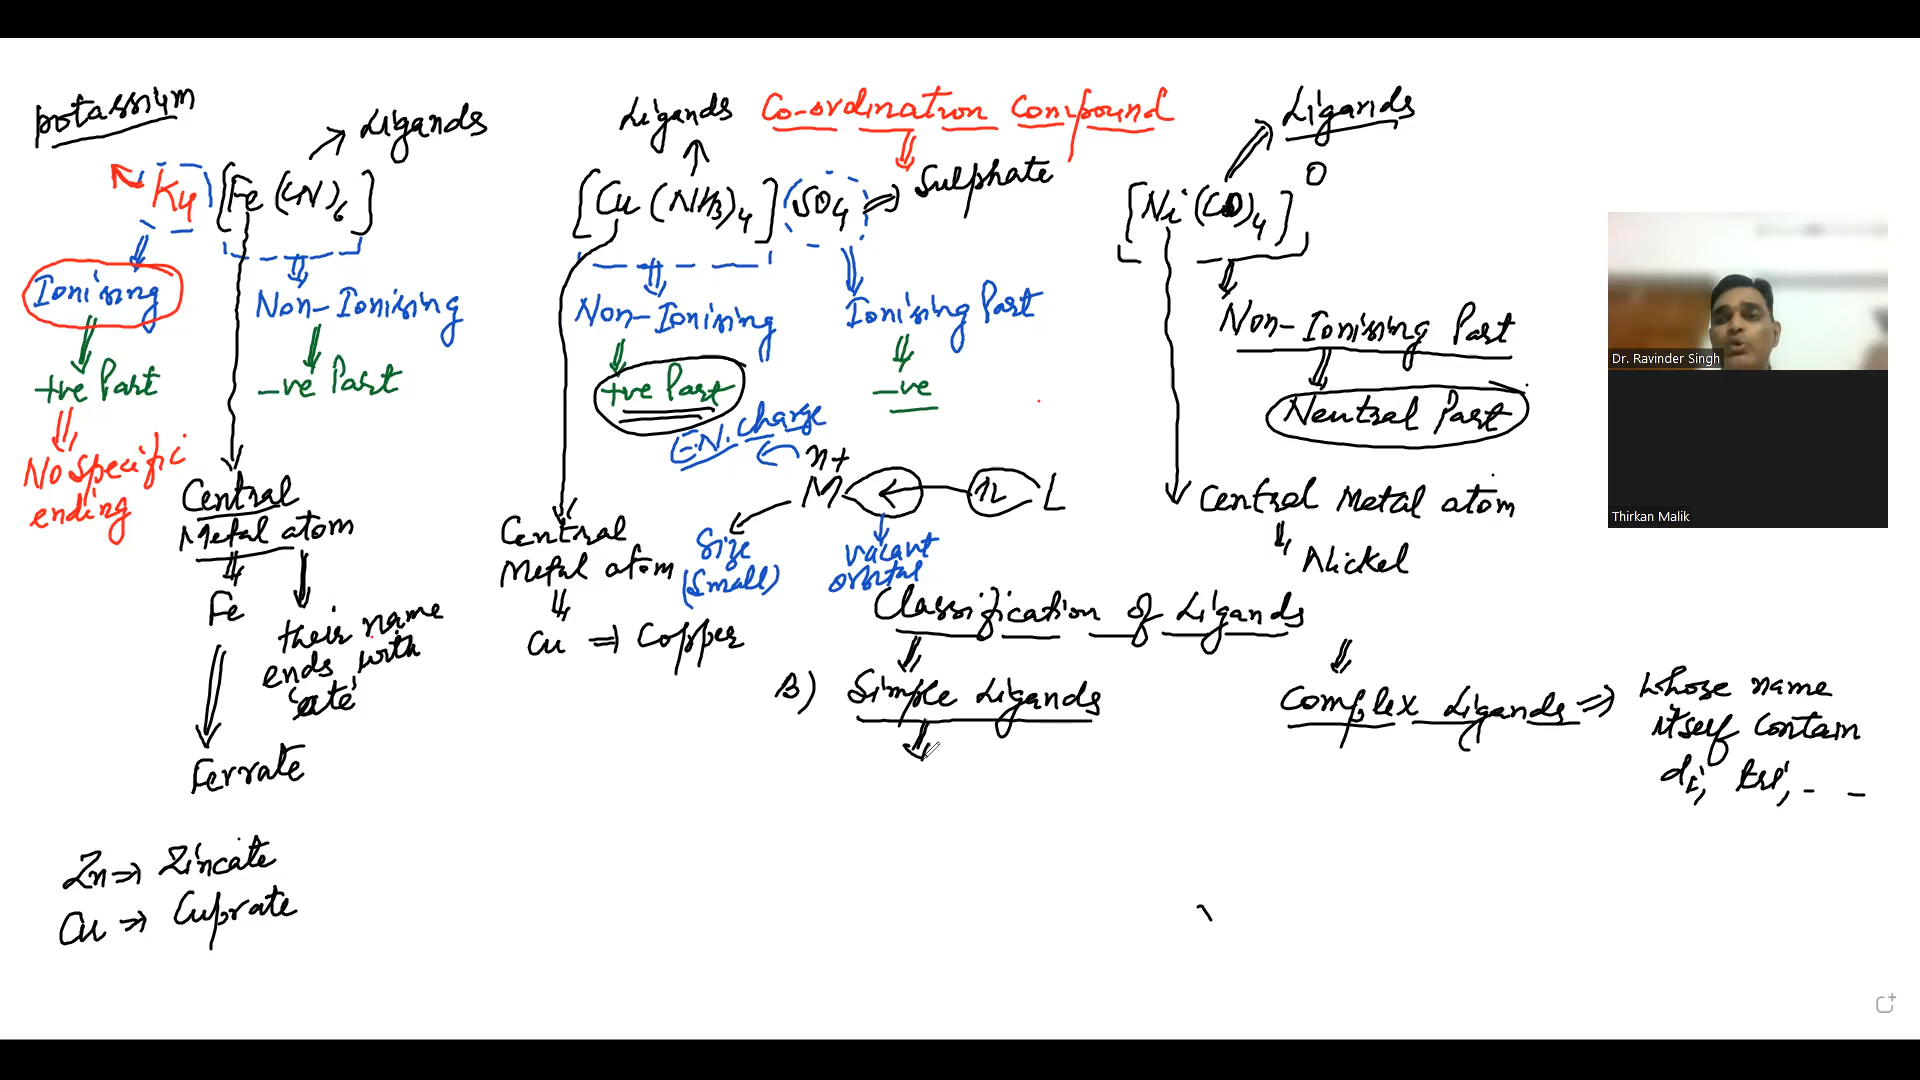 potassium
Ligands
K4 [Fe(CN)6]
Ionising
Non-Ionising
+ve Part
-ve Part
No specific
ending
Central
Metal atom
Fe
their name
ends with
'ate'
Ferrate
Zn ⇒ Zincate
Cu ⇒ Cuprate
Co-ordination Compound
Ligands
Sulphate
[Cu(NH3)4] SO4
Non-Ionising
Ionising Part
+ve Part
-ve
E.N. charge
n+
M L
Size
(Small)
vacant
orbital
Central
Metal atom
Cu ⇒ Copper
Ligands
O
[Ni(CO)4]
Non-Ionising Part
Neutral Part
Central Metal atom
Nickel
Classification of Ligands
B) Simple Ligands
Complex Ligands ⇒ whose name
itself contain
di, tri, - -
Dr. Ravinder Singh
Thirkan Malik